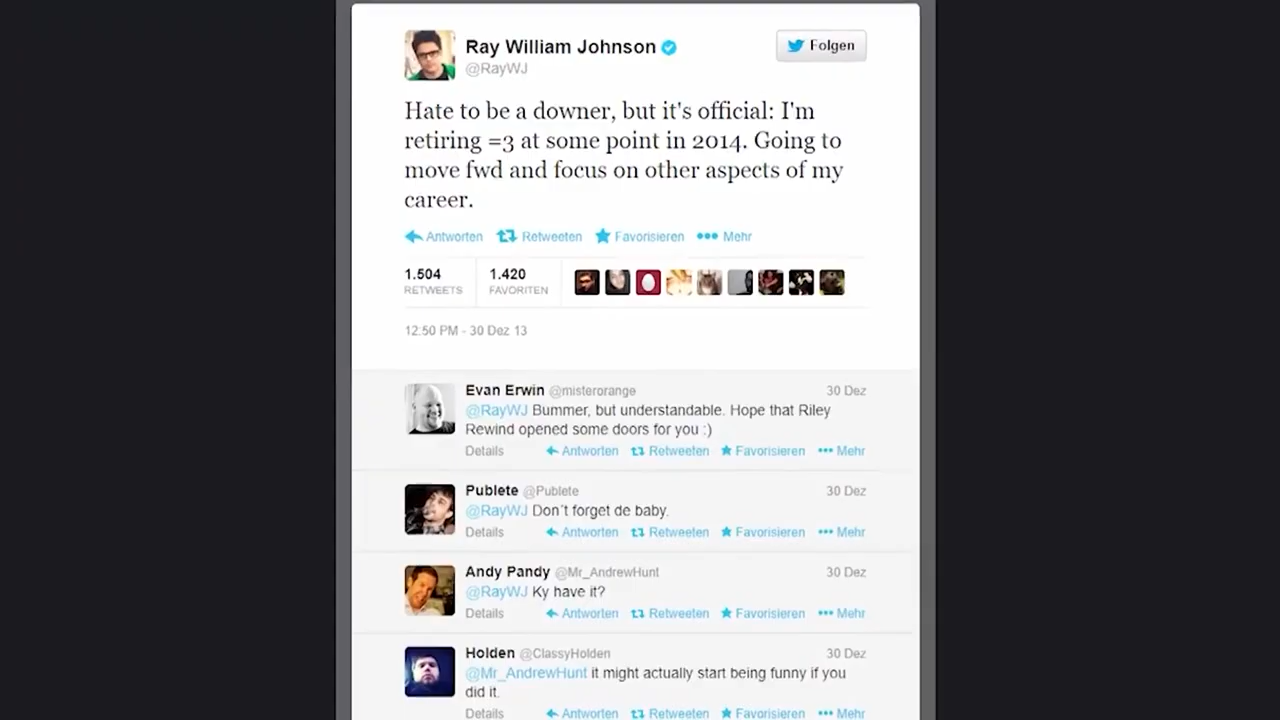 Ray William Johnson
Folgen
@RayWJ
Hate to be a downer, but it's official: I'm
retiring =3 at some point in 2014. Going to
move fwd and focus on other aspects of my
career.
Antworten Retweeten Favorisieren Mehr
1.504 1.420
RETWEETS FAVORITEN
12.50 PM - 30 Dez 13
Evan Erwin @misterorange 30 Dez
@RayWJ Bummer, but understandable. Hope that Riley
Rewind opened some doors for you :)
Details Antworten Retweeten Favorisieren Mehr
Publete @Publete 30 Dez
@RayWJ Don´t forget de baby.
Details Antworten Retweeten Favorisieren Mehr
Andy Pandy @Mr_AndrewHunt 30 Dez
@RayWJ Ky have it?
Details Antworten Retweeten Favorisieren Mehr
Holden @ClassyHolden 30 Dez
@Mr_AndrewHunt it might actually start being funny if you
did it.
Details Antworten Retweeten Favorisieren Mehr